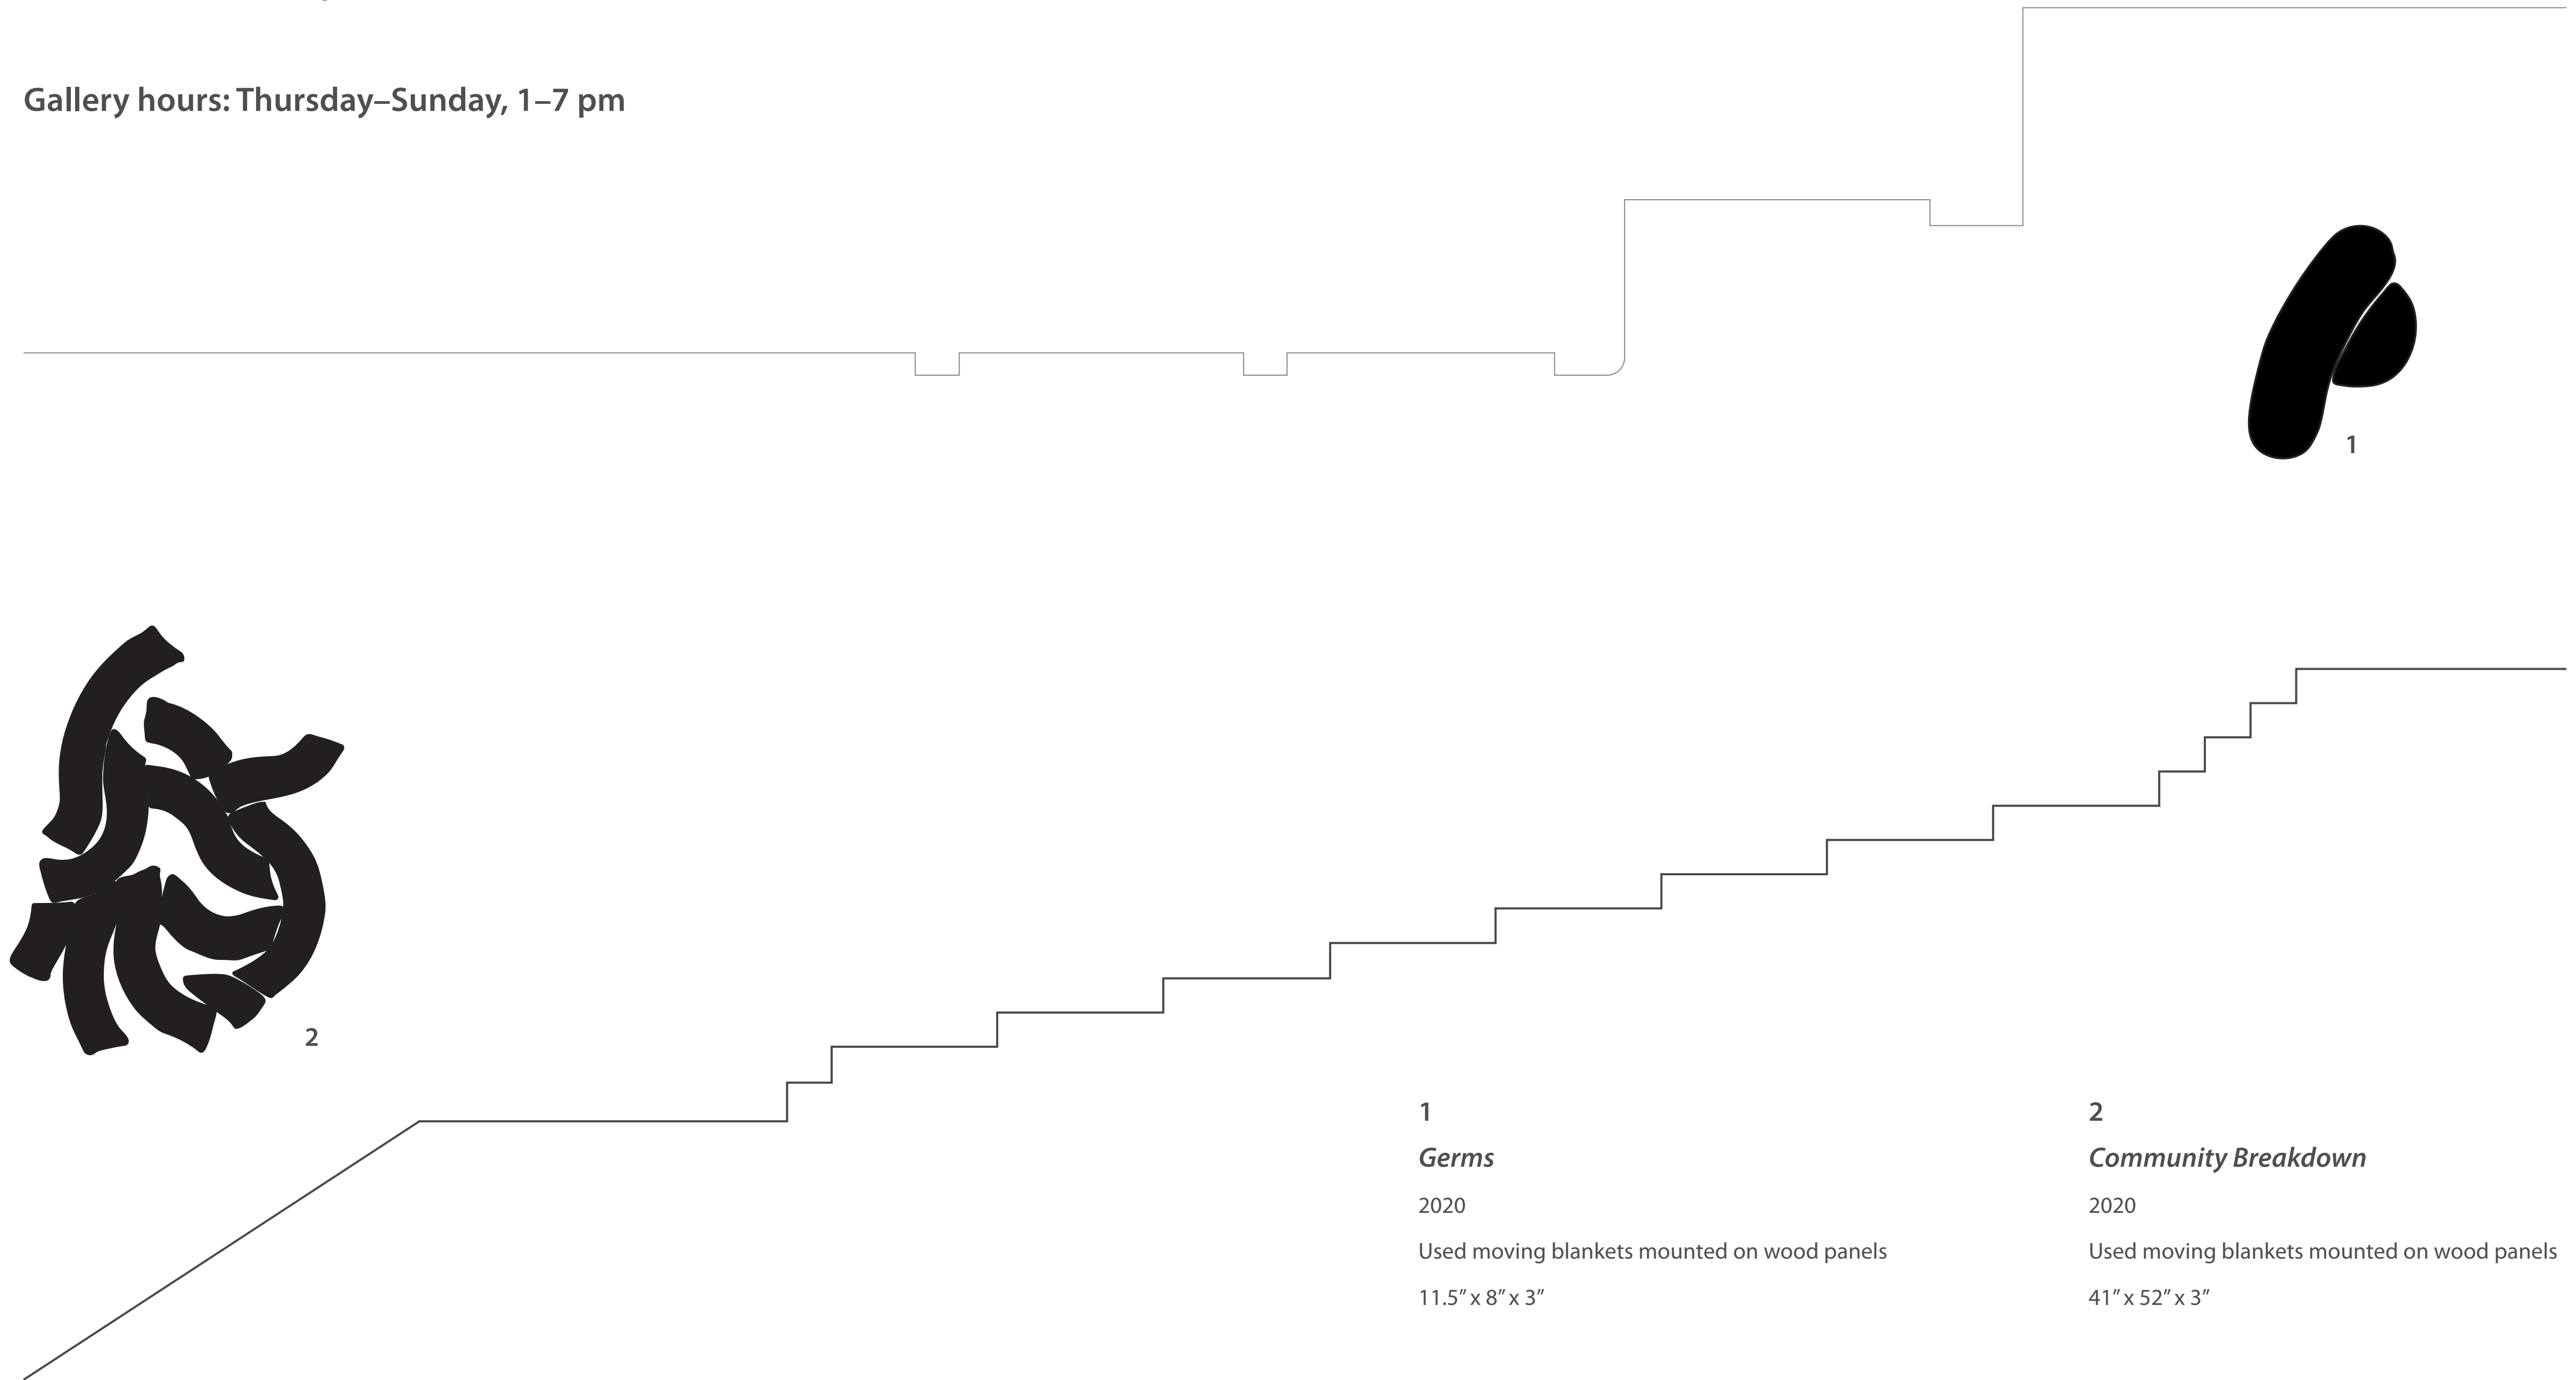 Gallery hours: Thursday–Sunday, 1–7 pm
1
2
1
Germs
2020
Used moving blankets mounted on wood panels
11.5” x 8” x 3”
2
Community Breakdown
2020
Used moving blankets mounted on wood panels
41” x 52” x 3”